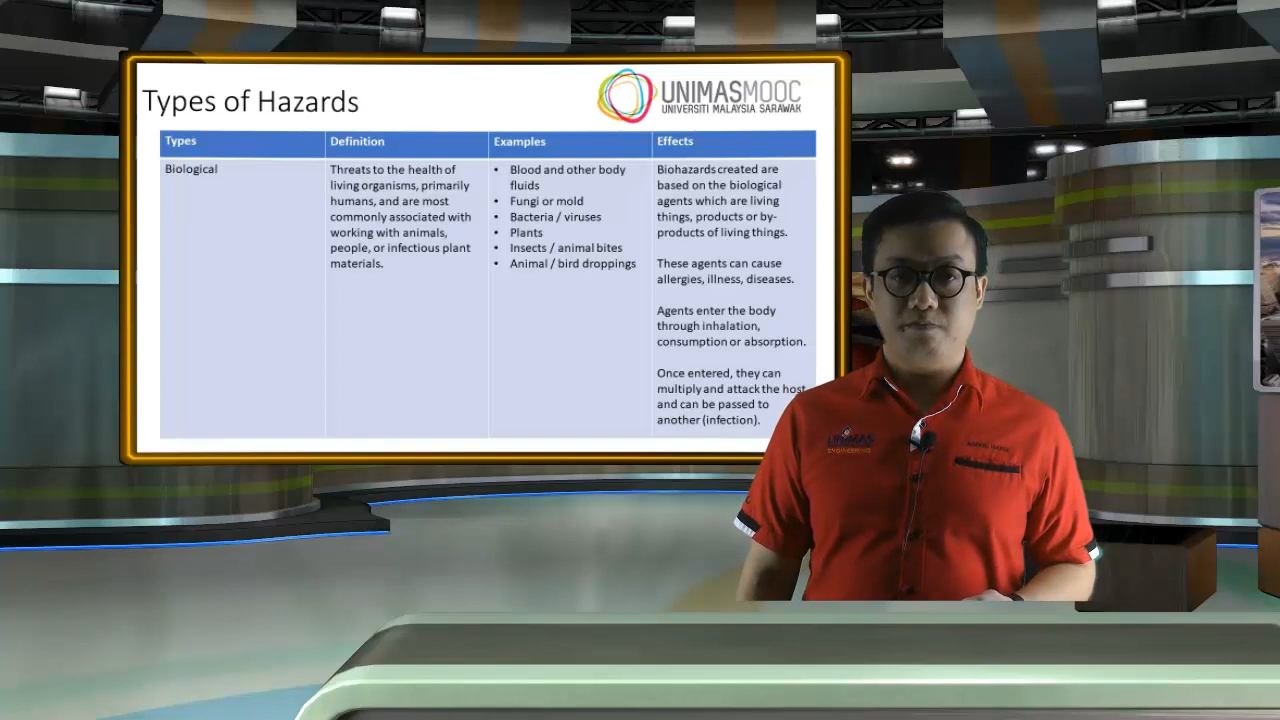 Types of Hazards
UNIMASMOOC
UNIVERSITI MALAYSIA SARAWAK
Types
Definition
Examples
Effects
Biological
Threats to the health of
living organisms, primarily
humans, and are most
commonly associated with
working with animals,
people, or infectious plant
materials.
• Blood and other body
fluids
• Fungi or mold
• Bacteria / viruses
• Plants
• Insects / animal bites
• Animal / bird droppings
Biohazards created are
based on the biological
agents which are living
things, products or by-
products of living things.
These agents can cause
allergies, illness, diseases.
Agents enter the body
through inhalation,
consumption or absorption.
Once entered, they can
multiply and attack the host
and can be passed to
another (infection).
UNIMAS
ENGINEERING